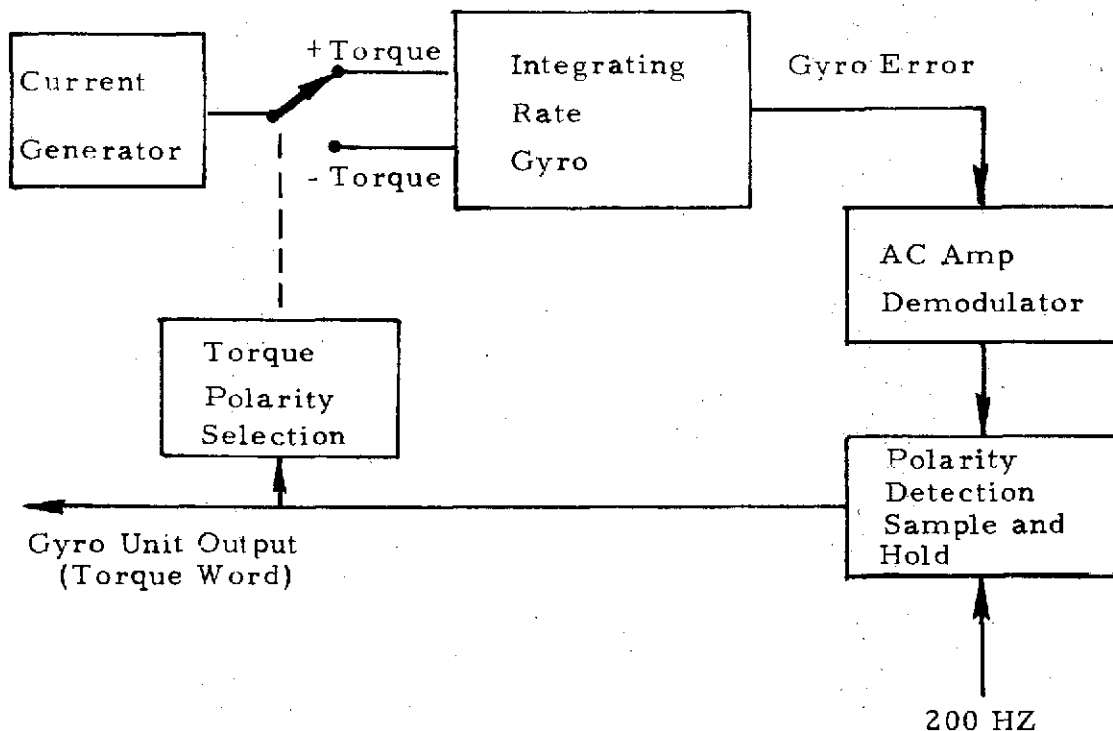 Current
Generator
+ Torque
- Torque
Integrating
Rate
Gyro
Gyro Error
AC Amp
Demodulator
Torque
Polarity
Selection
Polarity
Detection
Sample and
Hold
Gyro Unit Output
(Torque Word)
200 HZ